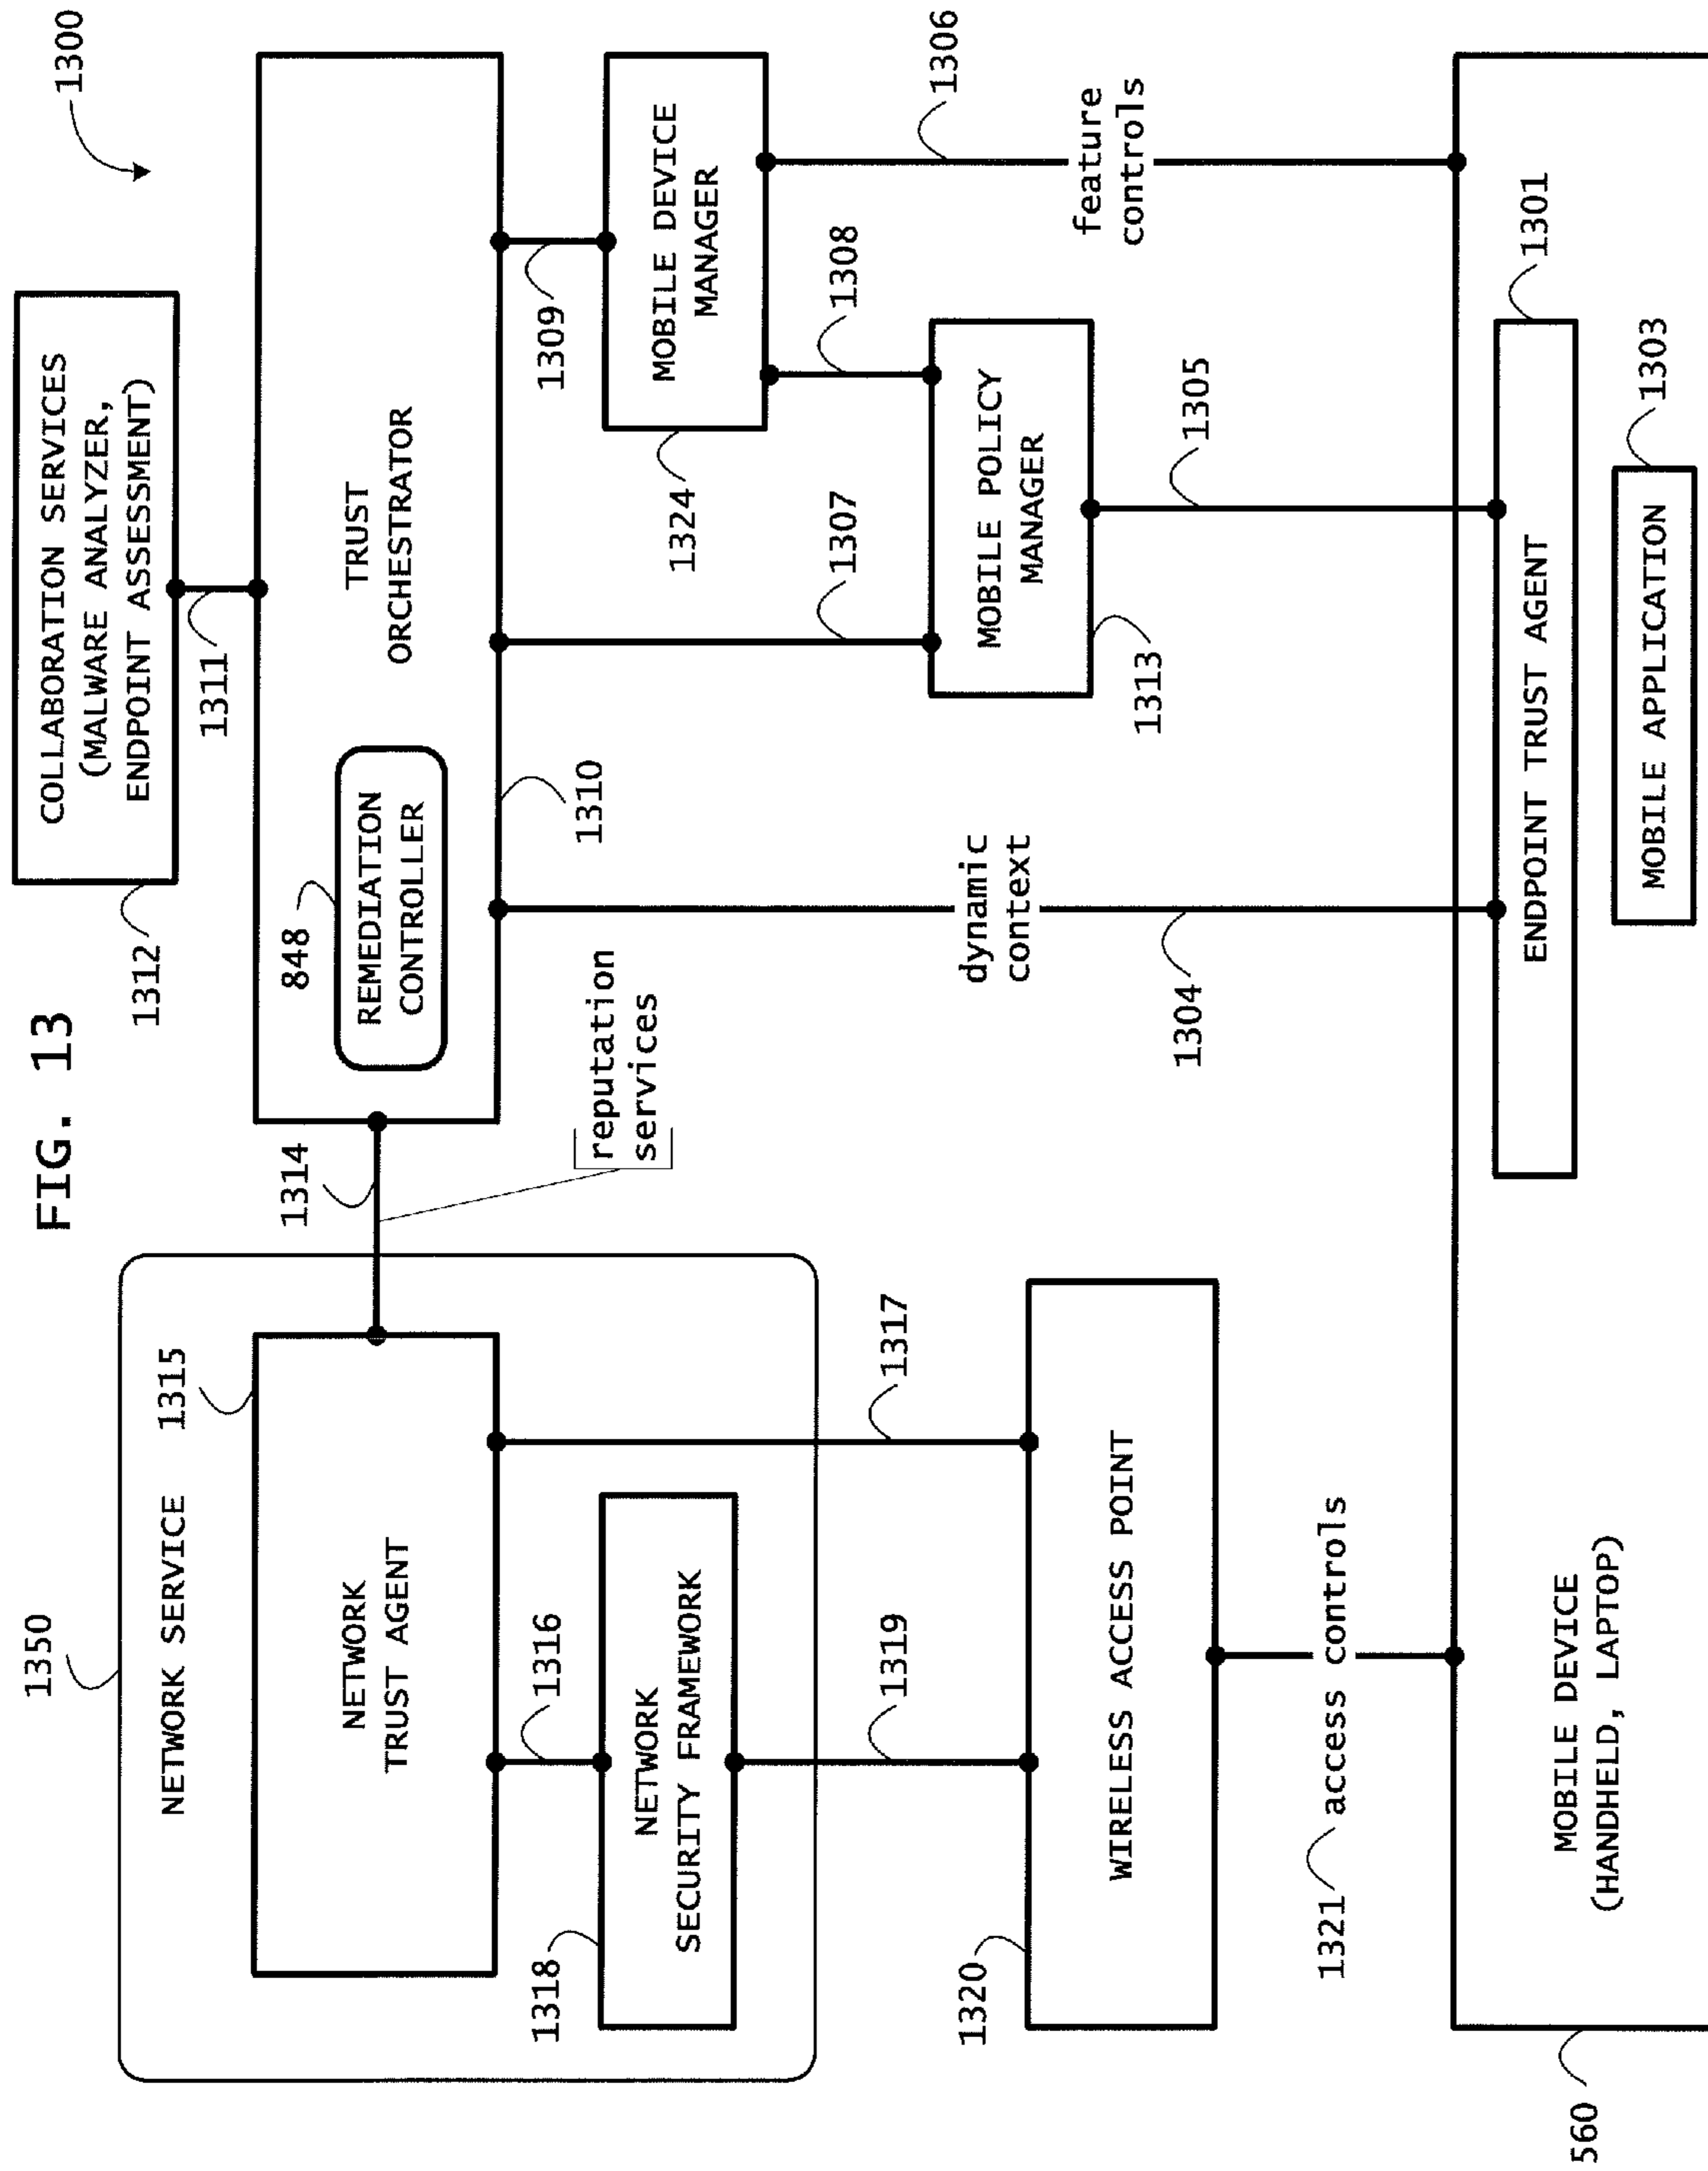 FIG. 13
1300
1350
NETWORK SERVICE
1315
NETWORK
TRUST AGENT
1316
1318
NETWORK
SECURITY FRAMEWORK
1317
1319
1314
reputation
services
1312
COLLABORATION SERVICES
(MALWARE ANALYZER,
ENDPOINT ASSESSMENT)
1311
TRUST
ORCHESTRATOR
848
REMEDIATION
CONTROLLER
1310
1309
MOBILE DEVICE
MANAGER
1324
1308
1307
MOBILE POLICY
MANAGER
1313
1306
feature
controls
1305
dynamic
context
1304
1320
WIRELESS ACCESS POINT
1321
access controls
560
MOBILE DEVICE
(HANDHELD, LAPTOP)
1301
ENDPOINT TRUST AGENT
1303
MOBILE APPLICATION